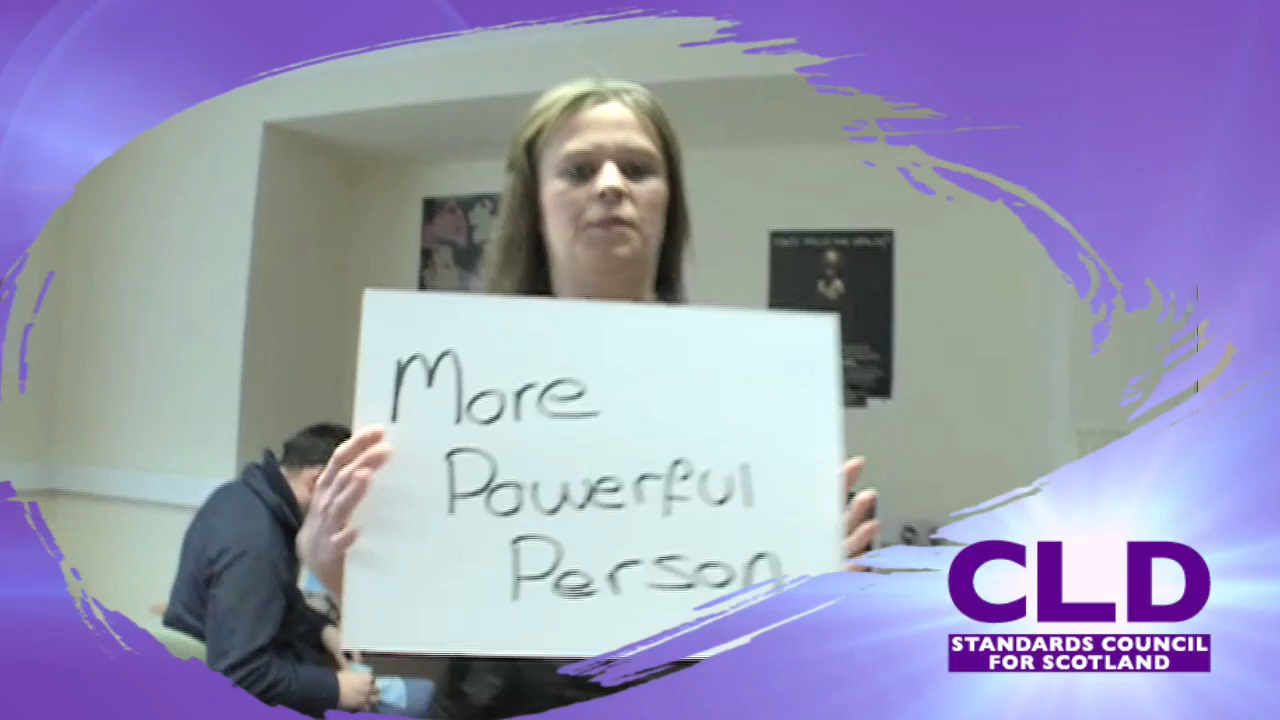 More
Powerful
Person
CLD
STANDARDS COUNCIL
FOR SCOTLAND